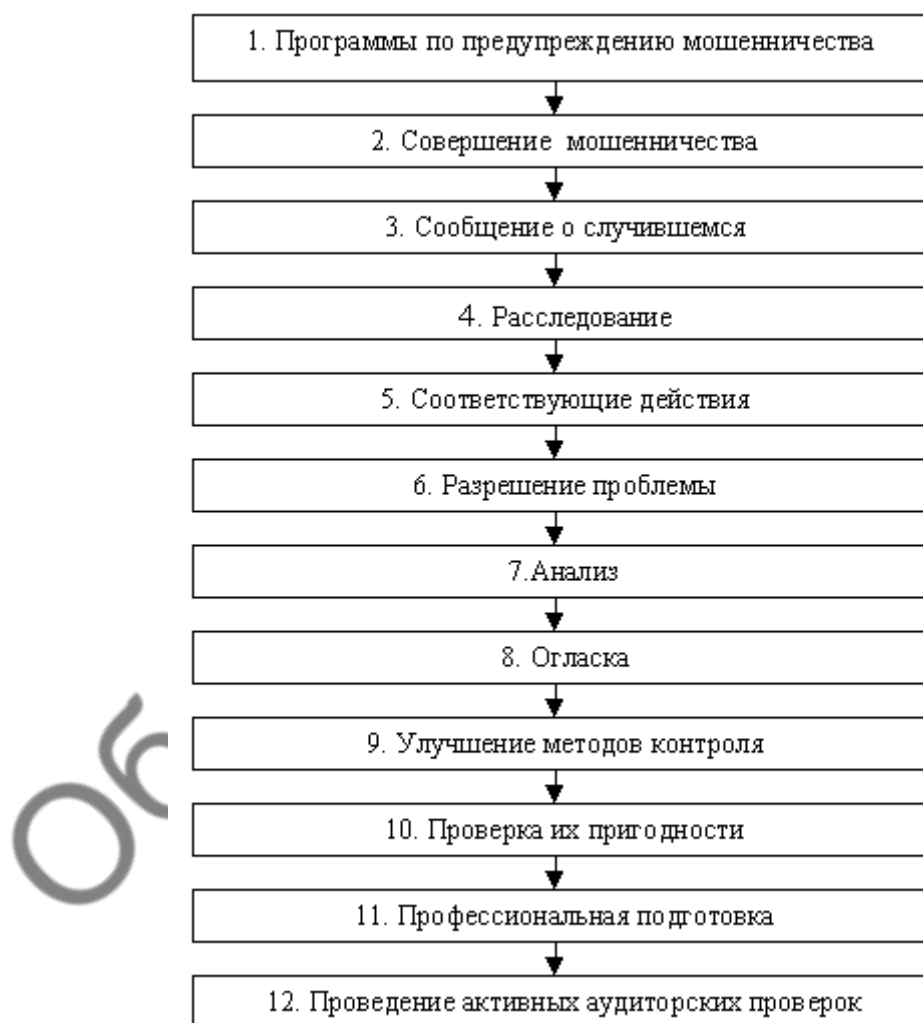 1. Программы по предупреждению мошенничества
2. Совершение мошенничества
3. Сообщение о случившемся
4. Расследование
5. Соответствующие действия
6. Разрешение проблемы
7.Анализ
8. Огласка
Об
9. Улучшение методов контроля
10. Проверка их пригодности
11. Профессиональная подготовка
12. Проведение активных аудиторских проверок